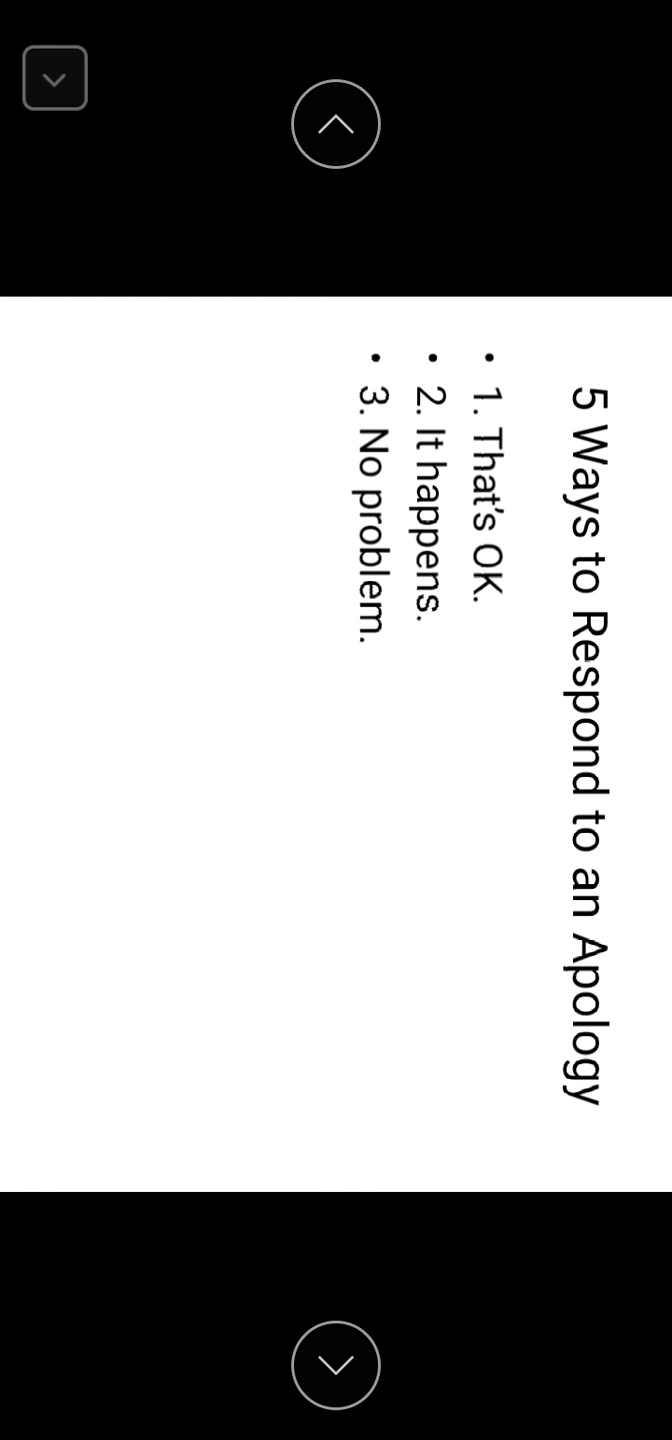 5 Ways to Respond to an Apology
• 1. That's OK.
• 2. It happens.
• 3. No problem.